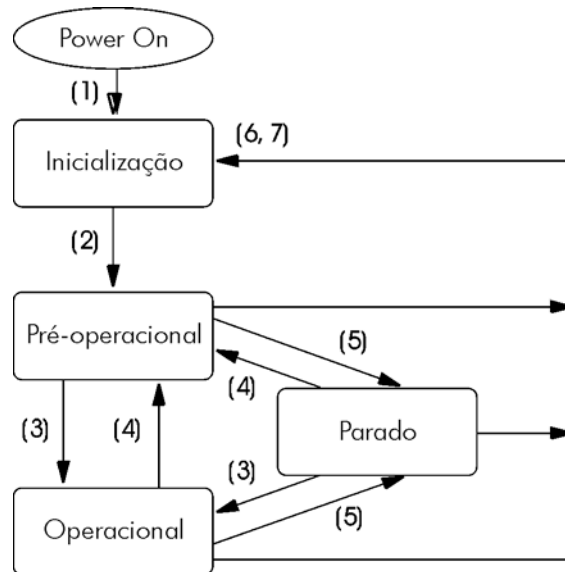 Power On
(1)
Inicialização
(6, 7)
(2)
Pré-operacional
(5)
(4)
(3)
(4)
Parado
(3)
Operacional
(5)